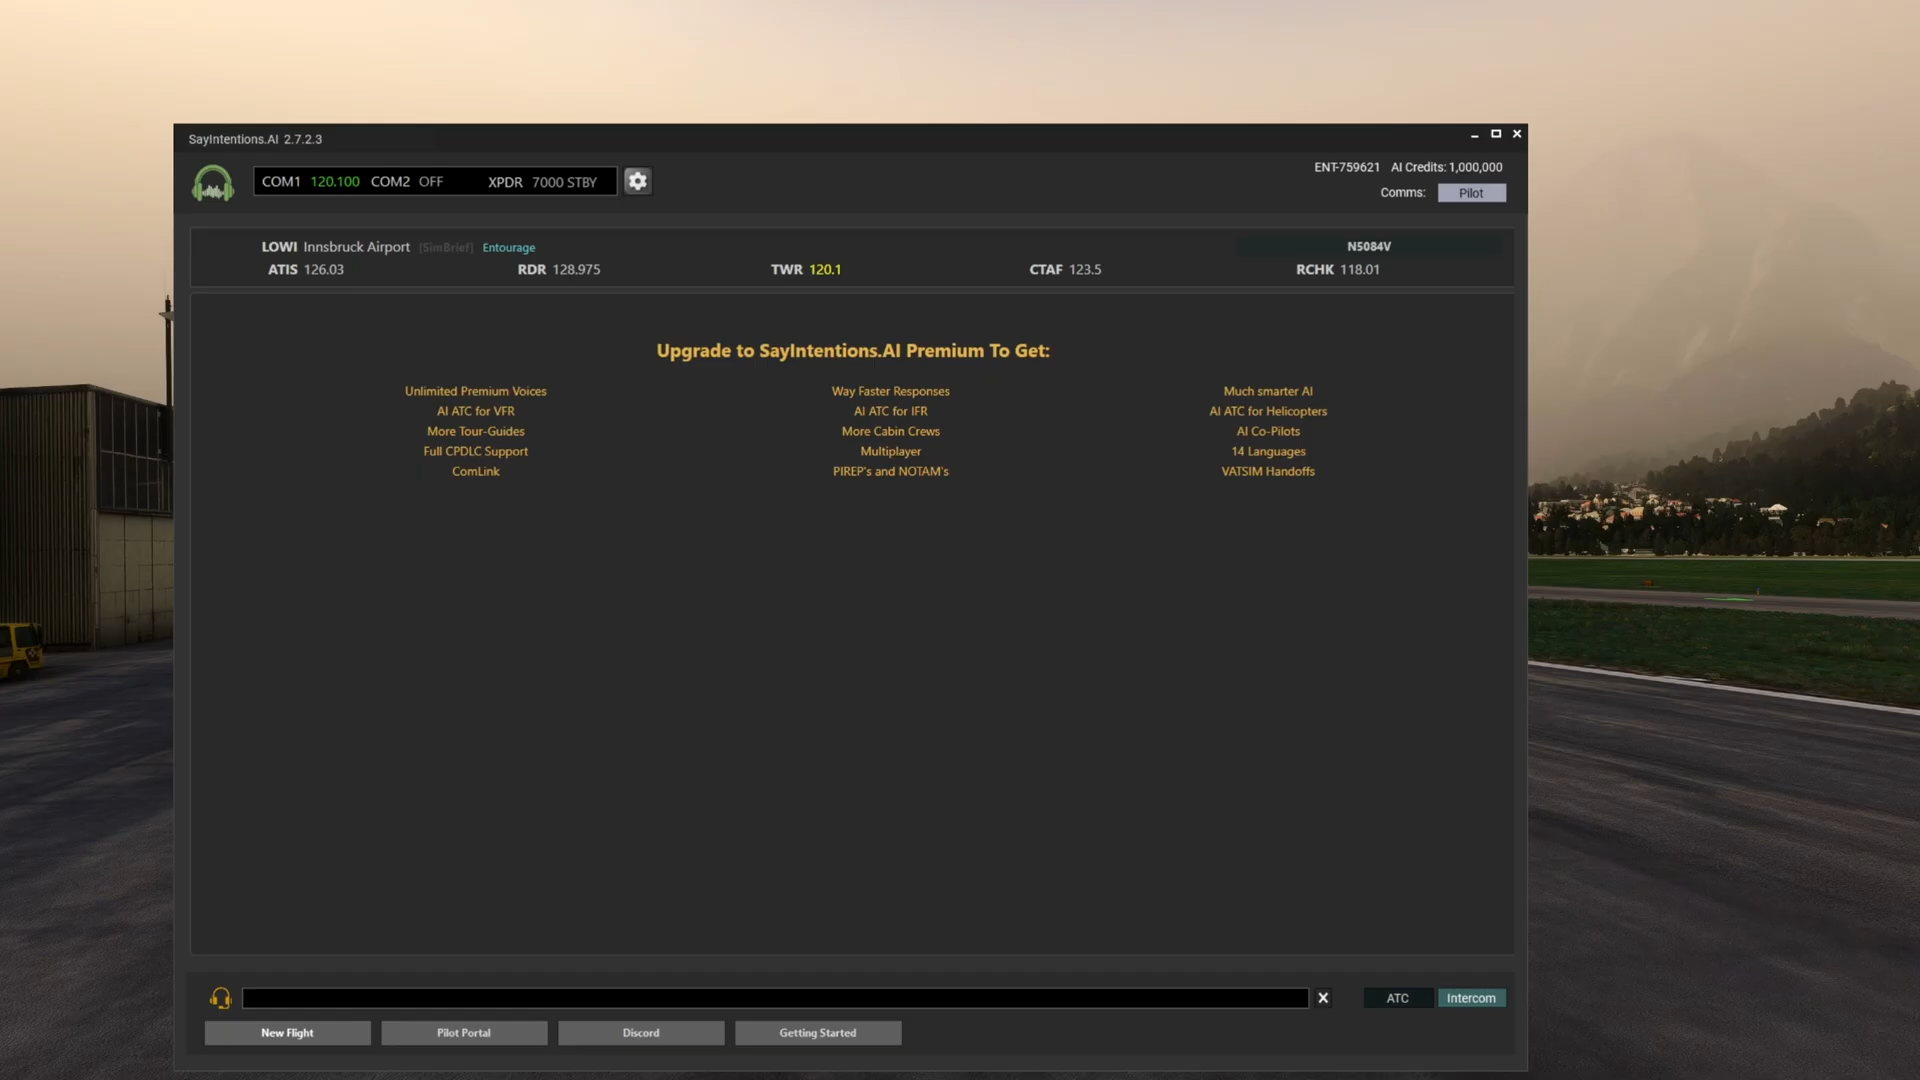 SayIntentions.AI 2.7.2.3
COM1 120.100 COM2 OFF XPDR 7000 STBY
ENT-759621 AI Credits: 1,000,000
Comms: Pilot
LOWI Innsbruck Airport [SimBrief] Entourage N5084V
ATIS 126.03 RDR 128.975 TWR 120.1 CTAF 123.5 RCHK 118.01
Upgrade to SayIntentions.AI Premium To Get:
Unlimited Premium Voices Way Faster Responses Much smarter AI
AI ATC for VFR AI ATC for IFR AI ATC for Helicopters
More Tour-Guides More Cabin Crews AI Co-Pilots
Full CPDLC Support Multiplayer 14 Languages
ComLink PIREP's and NOTAM's VATSIM Handoffs
X ATC Intercom
New Flight Pilot Portal Discord Getting Started